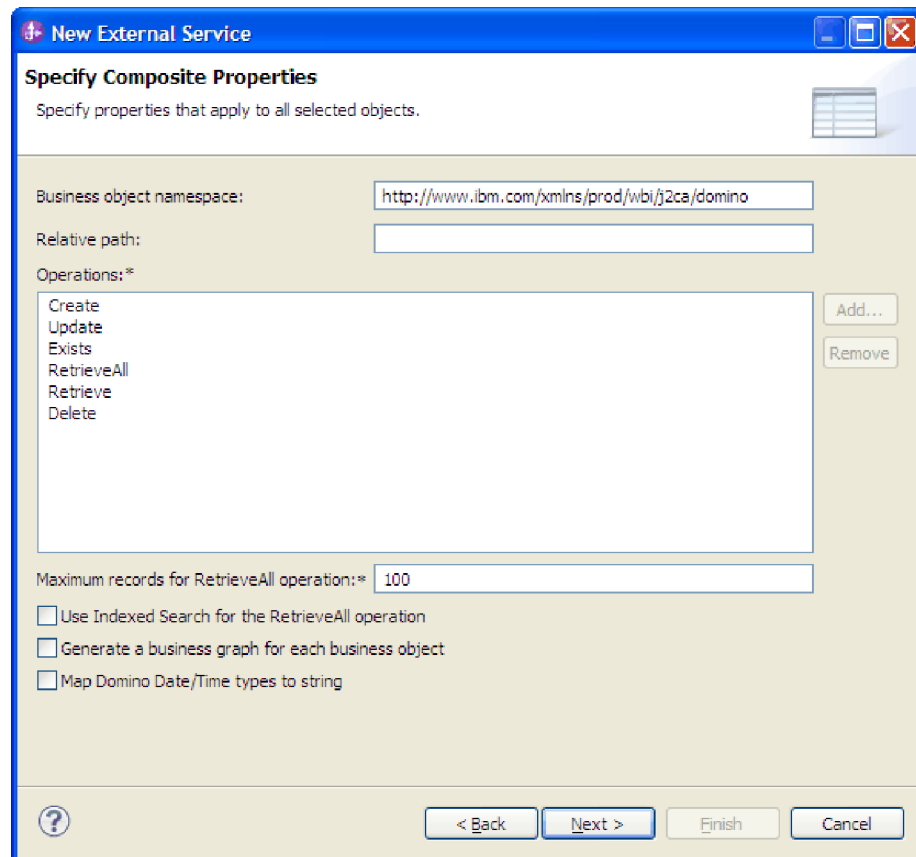 New External Service
Specify Composite Properties
Specify properties that apply to all selected objects.
Business object namespace: http://www.ibm.com/xmlns/prod/wbi/j2ca/domino
Relative path:
Operations:*
Create
Update
Exists
RetrieveAll
Retrieve
Delete
Add...
Remove
Maximum records for RetrieveAll operation:* 100
Use Indexed Search for the RetrieveAll operation
Generate a business graph for each business object
Map Domino Date/Time types to string
? < Back Next > Finish Cancel